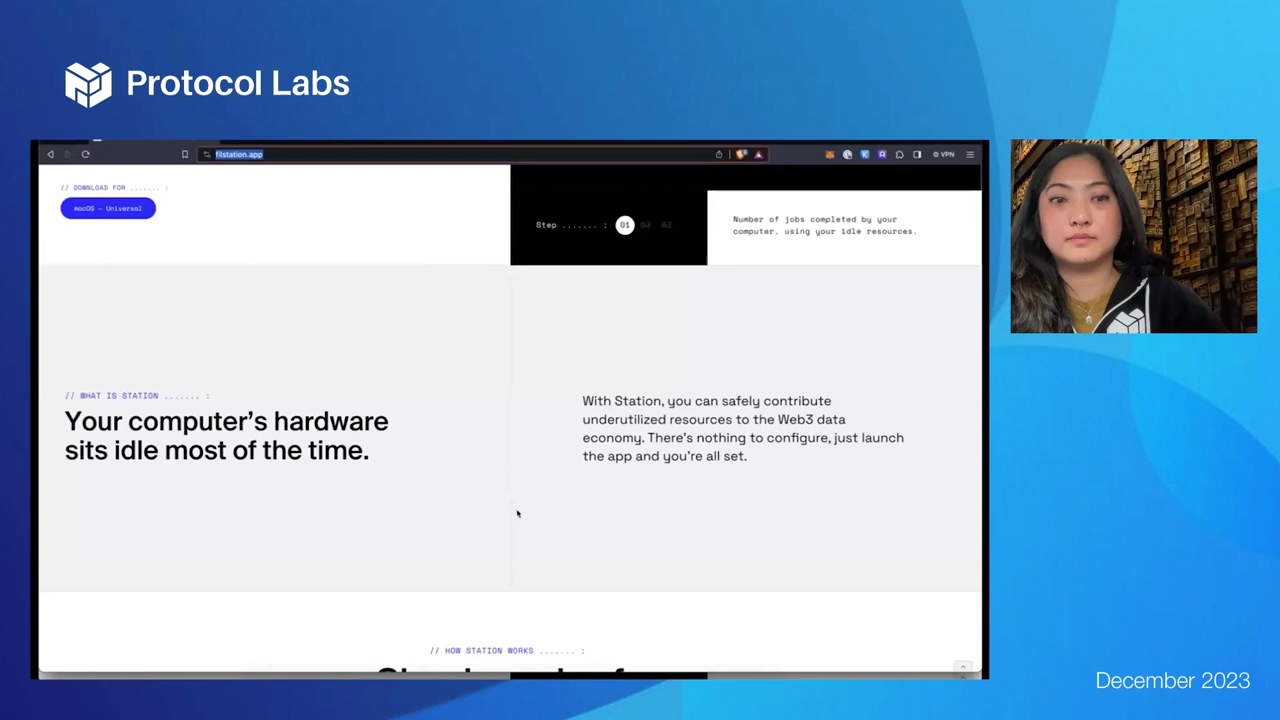 Protocol Labs
filstation.app
VPN
// DOWNLOAD FOR ....... :
macOS — Universal
Step ....... : 01 02 03
Number of jobs completed by your
computer, using your idle resources.
// WHAT IS STATION ....... :
Your computer's hardware
sits idle most of the time.
With Station, you can safely contribute
underutilized resources to the Web3 data
economy. There's nothing to configure, just launch
the app and you're all set.
// HOW STATION WORKS ....... :
December 2023